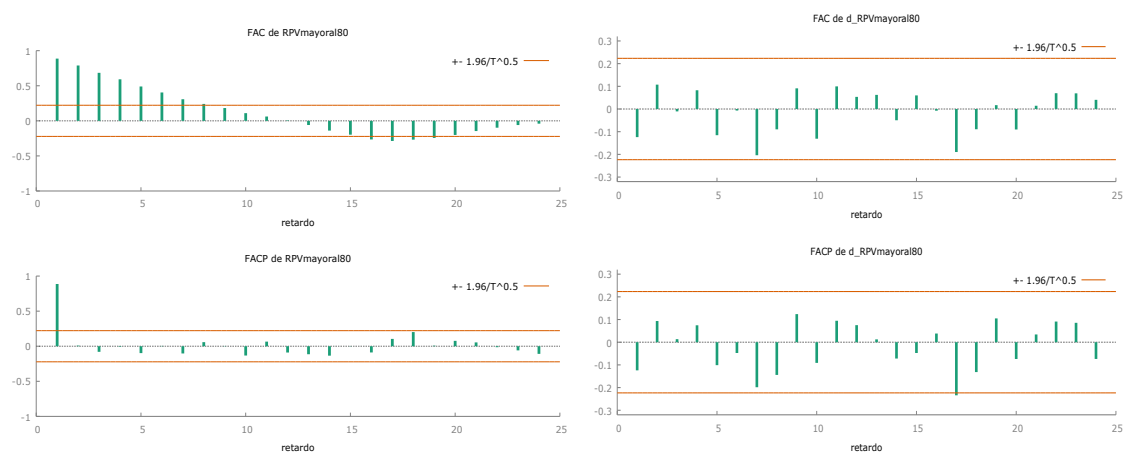 FAC de RPVmayoral80
+- 1.96/T^0.5
1
0.5
0
-0.5
-1
0 5 10 15 20 25
retardo
FACP de RPVmayoral80
+- 1.96/T^0.5
1
0.5
0
-0.5
-1
0 5 10 15 20 25
retardo
FAC de d_RPVmayoral80
+- 1.96/T^0.5
0.3
0.2
0.1
0
-0.1
-0.2
-0.3
0 5 10 15 20 25
retardo
FACP de d_RPVmayoral80
+- 1.96/T^0.5
0.3
0.2
0.1
0
-0.1
-0.2
-0.3
0 5 10 15 20 25
retardo